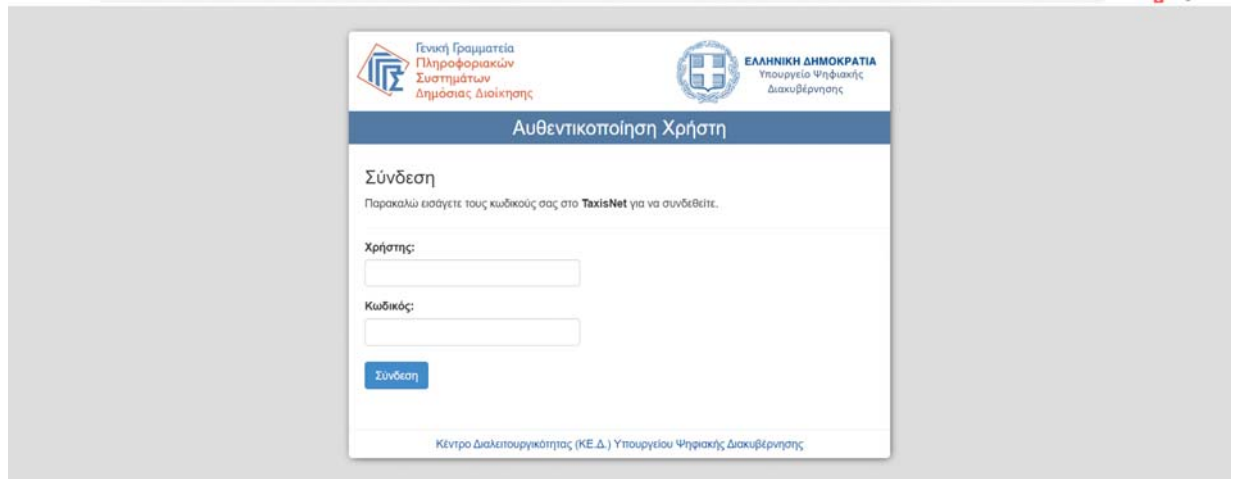 Γενική Γραμματεία
Πληροφοριακών
Συστημάτων
Δημόσιας Διοίκησης
ΕΛΛΗΝΙΚΗ ΔΗΜΟΚΡΑΤΙΑ
Υπουργείο Ψηφιακής
Διακυβέρνησης
Αυθεντικοποίηση Χρήστη
Σύνδεση
Παρακαλώ εισάγετε τους κωδικούς σας στο TaxisNet για να συνδεθείτε.
Χρήστης:
Κωδικός:
Σύνδεση
Κέντρο Διαλειτουργικότητας (ΚΕ.Δ.) Υπουργείου Ψηφιακής Διακυβέρνησης